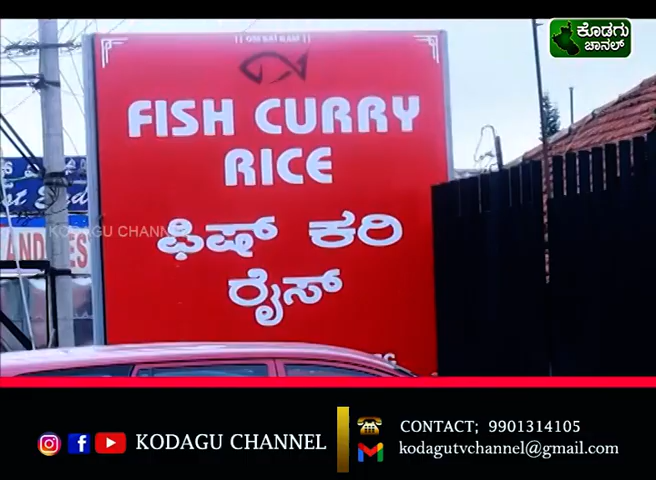 OM SAI RAM
ಕೊಡಗು
ಚಾನಲ್
FISH CURRY
RICE
KODAGU CHANNEL
ಫಿಷ್ ಕರಿ
ರೈಸ್
KODAGU CHANNEL
CONTACT; 9901314105
kodagutvchannel@gmail.com